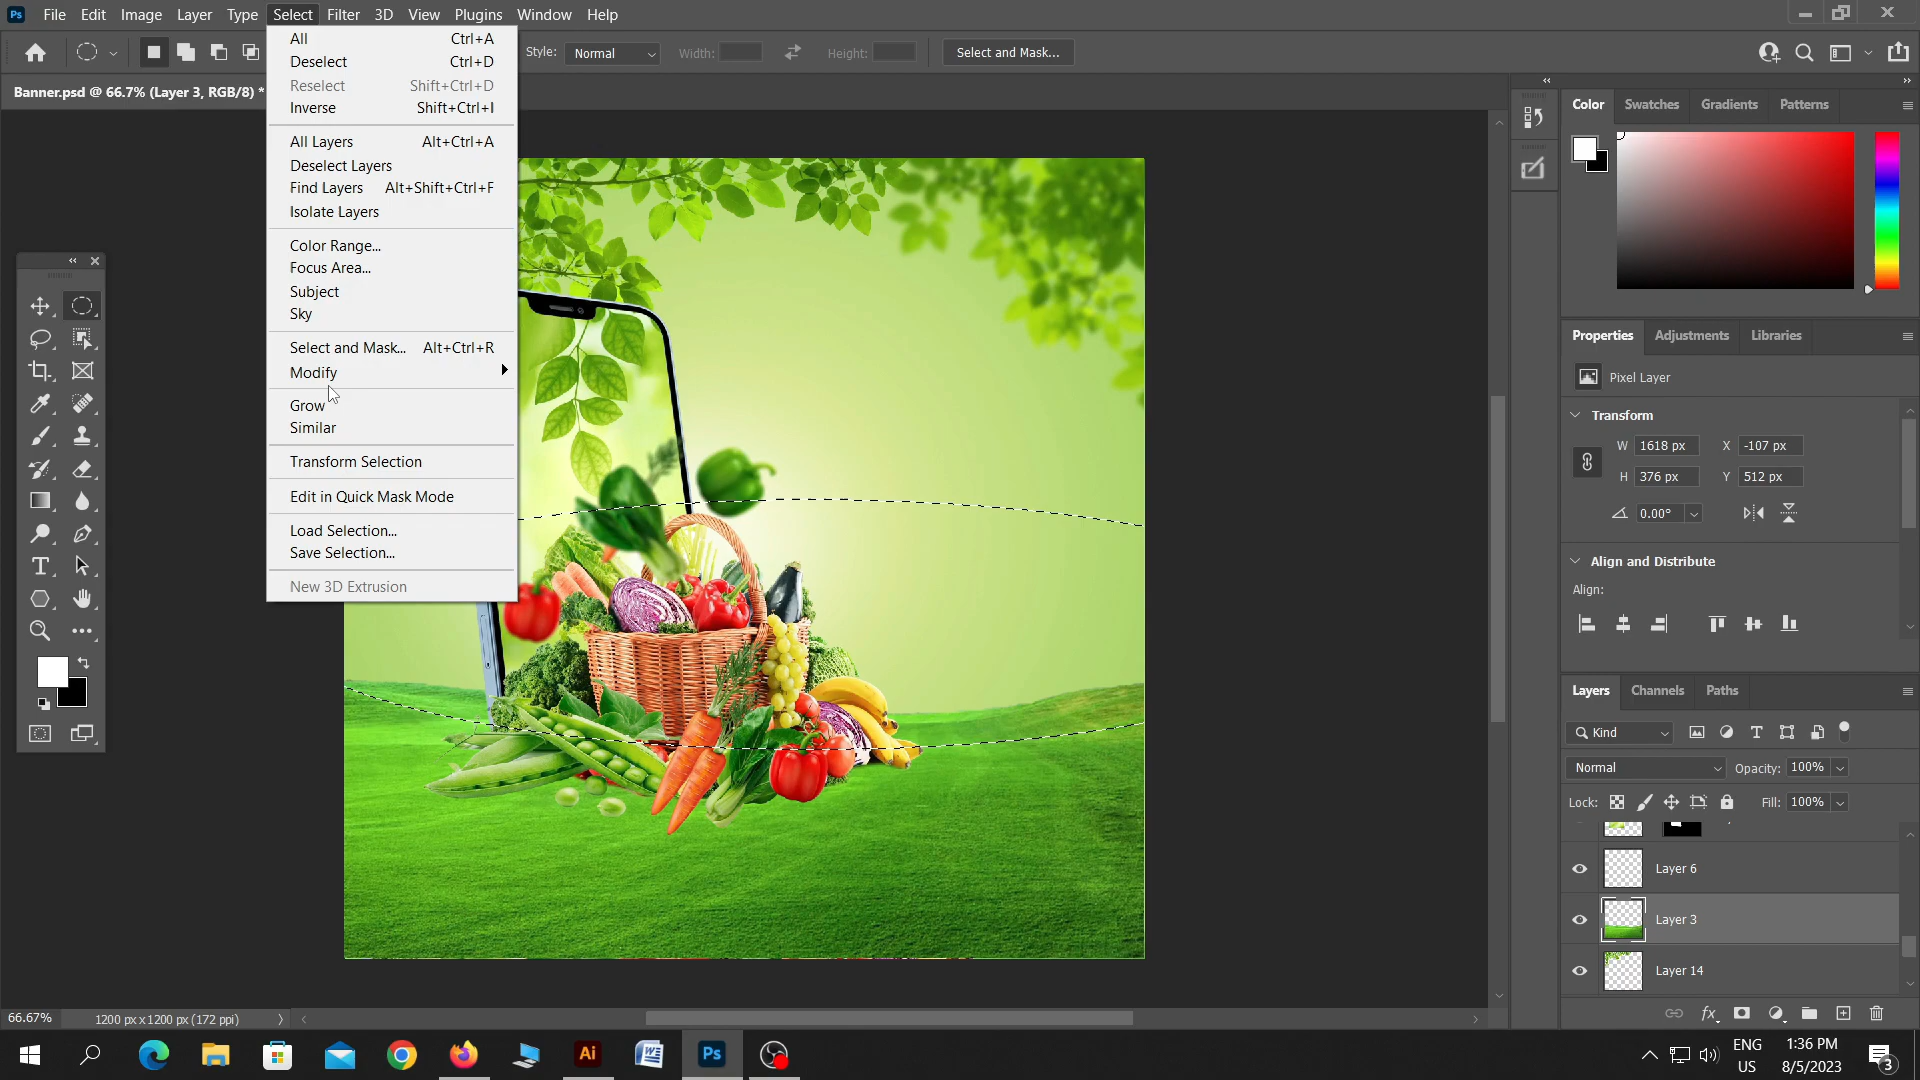 Ps File Edit Image Layer Type Select Filter 3D View Plugins Window Help
Style: Normal Width: Height: Select and Mask...
Banner.psd @ 66.7% (Layer 3, RGB/8) *
All Ctrl+A
Deselect Ctrl+D
Reselect Shift+Ctrl+D
Inverse Shift+Ctrl+I
All Layers Alt+Ctrl+A
Deselect Layers
Find Layers Alt+Shift+Ctrl+F
Isolate Layers
Color Range...
Focus Area...
Subject
Sky
Select and Mask... Alt+Ctrl+R
Modify
Grow
Similar
Transform Selection
Edit in Quick Mask Mode
Load Selection...
Save Selection...
New 3D Extrusion
Color Swatches Gradients Patterns
Properties Adjustments Libraries
Pixel Layer
Transform
W 1618 px X -107 px
H 376 px Y 512 px
0.00°
Align and Distribute
Align:
Layers Channels Paths
Kind
Normal Opacity: 100%
Lock: Fill: 100%
Layer 6
Layer 3
Layer 14
fx
66.67% 1200 px x 1200 px (172 ppi)
Ai W Ps
ENG
US
1:36 PM
8/5/2023
3